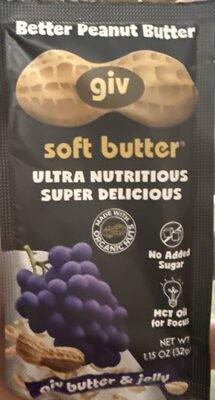 Better Peanut Butter
giv
soft butter®
ULTRA NUTRITIOUS
SUPER DELICIOUS
MADE WITH
ORGANIC NUTS
No Added
Sugar
MCT Oil
for Focus
NET WT
1.15 OZ (32g)
giv butter & jelly